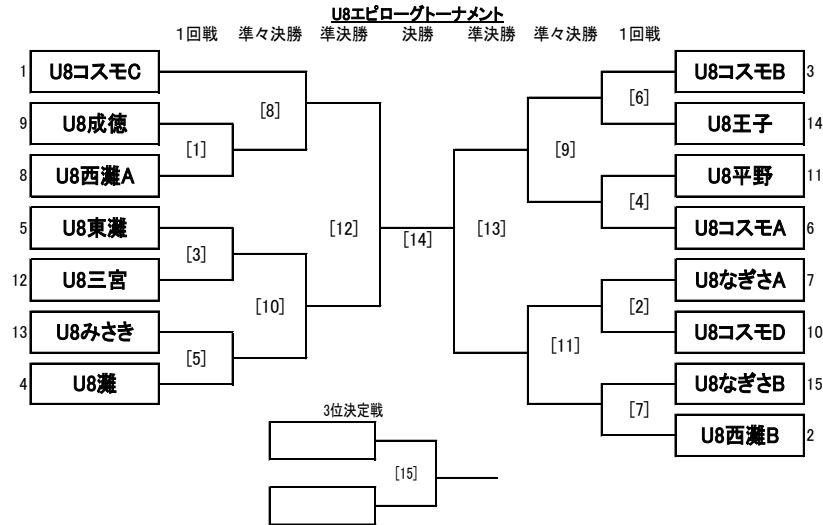 U8エピローグトーナメント
1回戦 準々決勝 準決勝 決勝 準決勝 準々決勝 1回戦
1 U8コスモC
9 U8成徳
8 U8西灘A
5 U8東灘
12 U8三宮
13 U8みさき
4 U8灘
[8]
[1]
[3]
[10]
[5]
[12]
[14]
[13]
[6]
[9]
[4]
[2]
[11]
[7]
U8コスモB 3
U8王子 14
U8平野 11
U8コスモA 6
U8なぎさA 7
U8コスモD 10
U8なぎさB 15
U8西灘B 2
3位決定戦
[15]